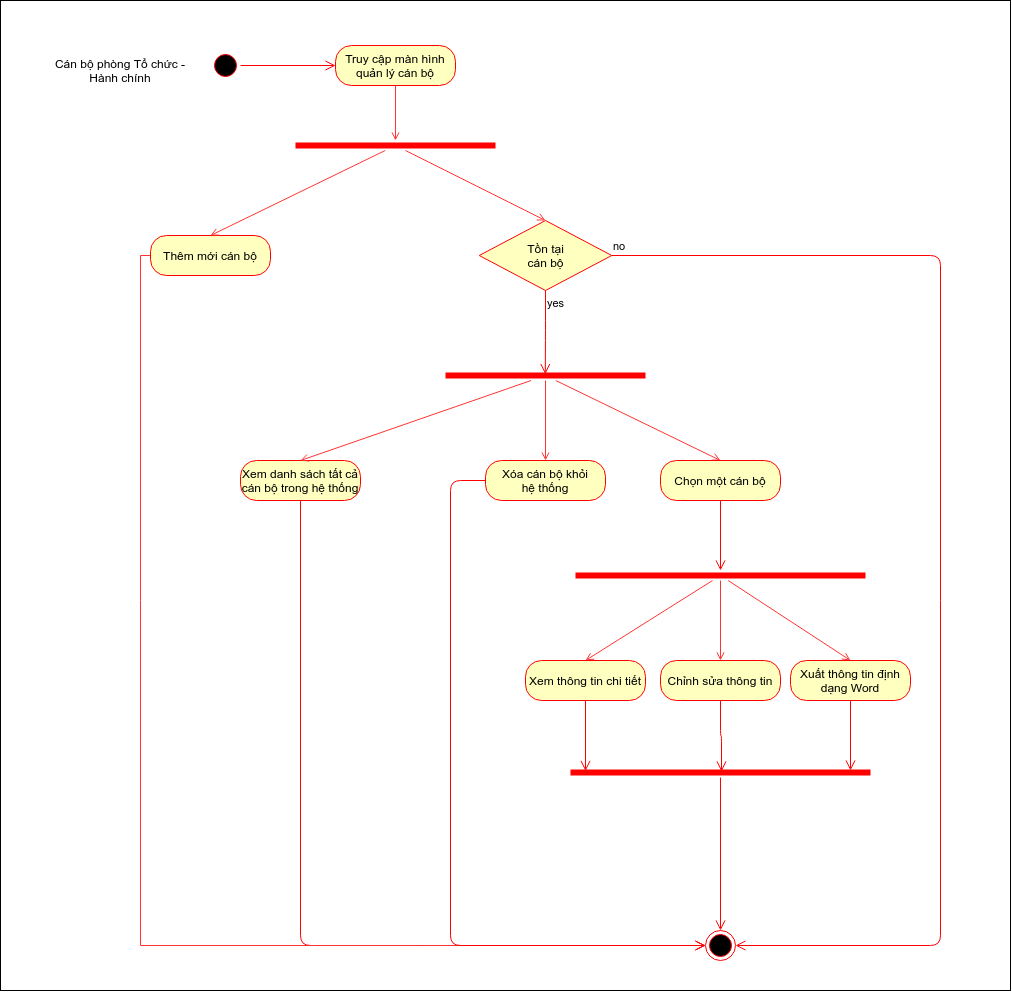 Cán bộ phòng Tổ chức -
Hành chính
Truy cập màn hình
quản lý cán bộ
Thêm mới cán bộ
Tồn tại
cán bộ
no
yes
Xem danh sách tất cả
cán bộ trong hệ thống
Xóa cán bộ khỏi
hệ thống
Chọn một cán bộ
Xem thông tin chi tiết
Chỉnh sửa thông tin
Xuất thông tin định
dạng Word